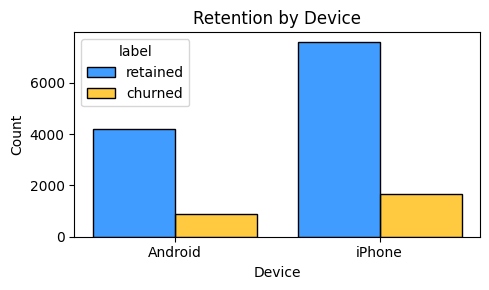 Retention by Device
label
retained
churned
6000
4000
2000
0
Count
Android iPhone
Device